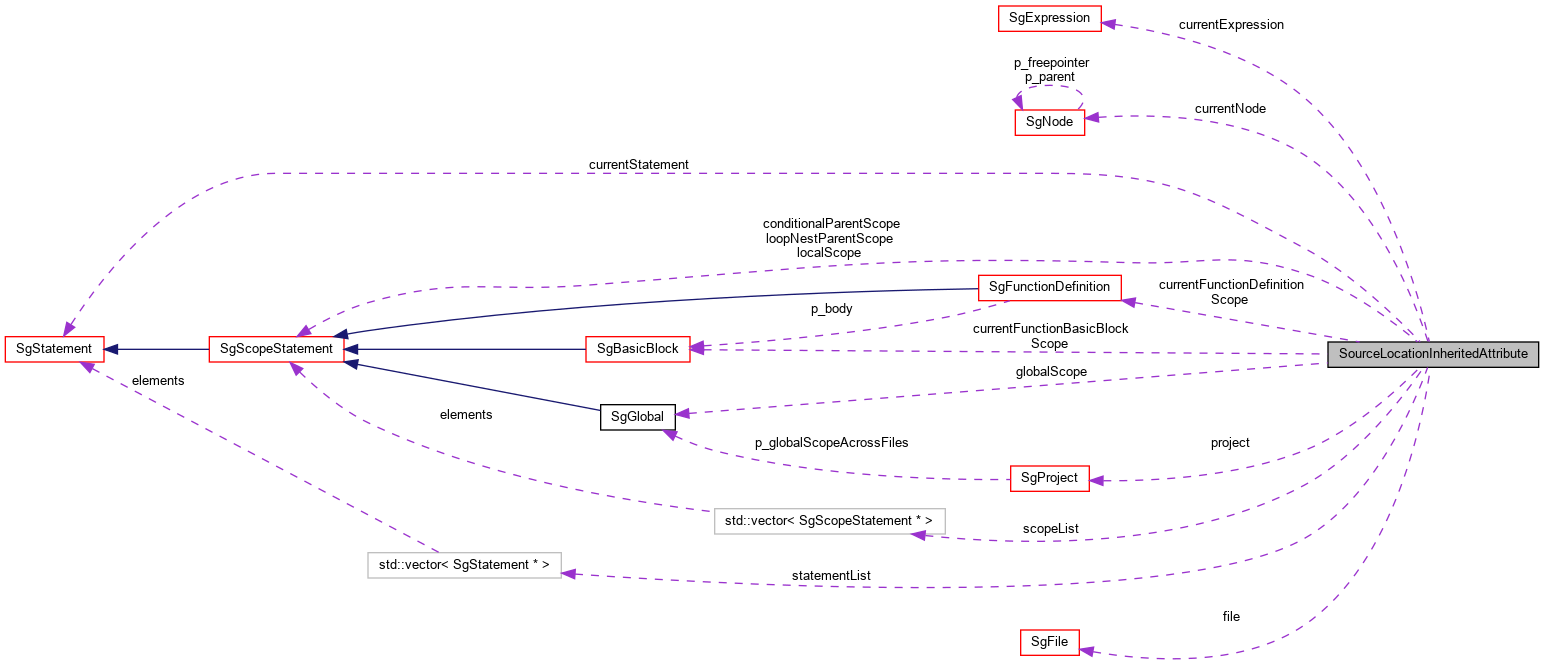 SgExpression
currentExpression
p_freepointer
p_parent
SgNode
currentNode
currentStatement
conditionalParentScope
loopNestParentScope
localScope
SgFunctionDefinition
currentFunctionDefinition
Scope
p_body
currentFunctionBasicBlock
Scope
SgStatement
SgScopeStatement
SgBasicBlock
SourceLocationInheritedAttribute
elements
globalScope
elements
SgGlobal
p_globalScopeAcrossFiles
project
SgProject
std::vector< SgScopeStatement * >
scopeList
std::vector< SgStatement * >
statementList
file
SgFile